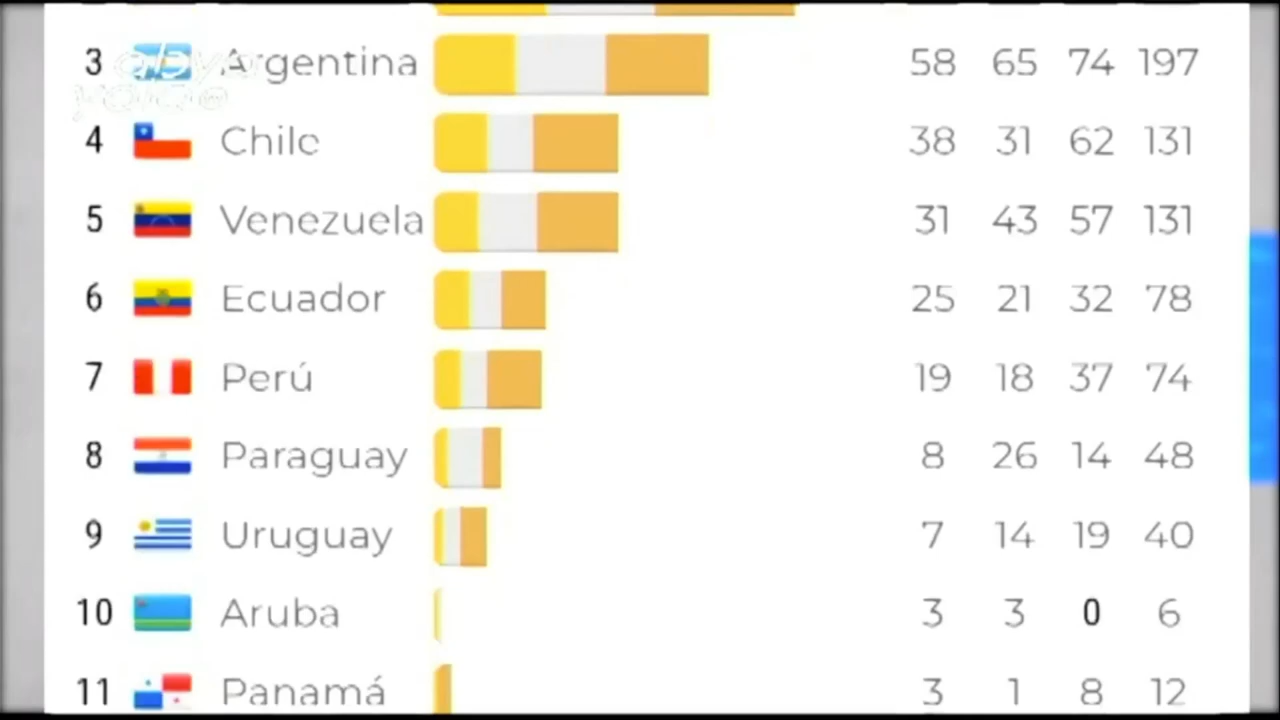 3 Argentina 58 65 74 197
4 Chile 38 31 62 131
5 Venezuela 31 43 57 131
6 Ecuador 25 21 32 78
7 Perú 19 18 37 74
8 Paraguay 8 26 14 48
9 Uruguay 7 14 19 40
10 Aruba 3 3 0 6
11 Panamá 3 1 8 12